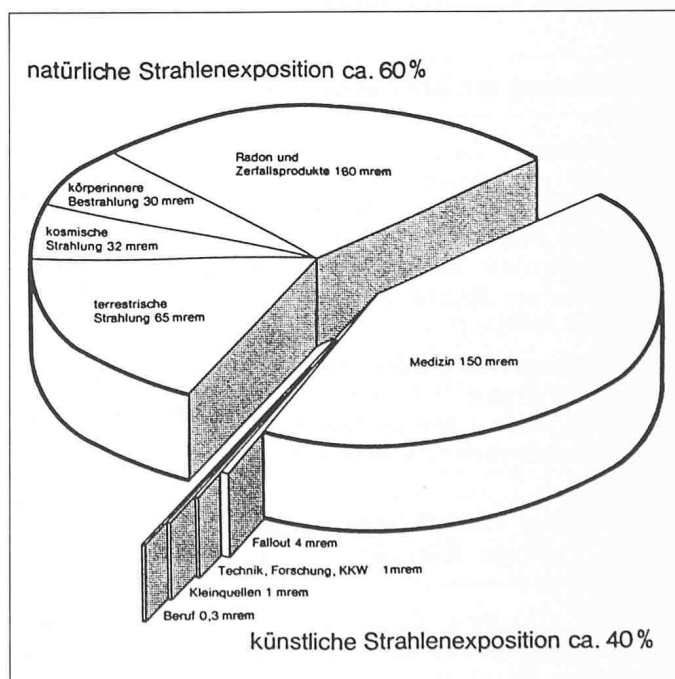 natürliche Strahlenexposition ca. 60%
Radon und
Zerfallsprodukte 160 mrem
körperinnere
Bestrahlung 30 mrem
kosmische
Strahlung 32 mrem
terrestrische
Strahlung 65 mrem
Medizin 150 mrem
Fallout 4 mrem
Technik, Forschung, KKW 1mrem
Kleinquellen 1 mrem
Beruf 0,3 mrem
künstliche Strahlenexposition ca. 40%